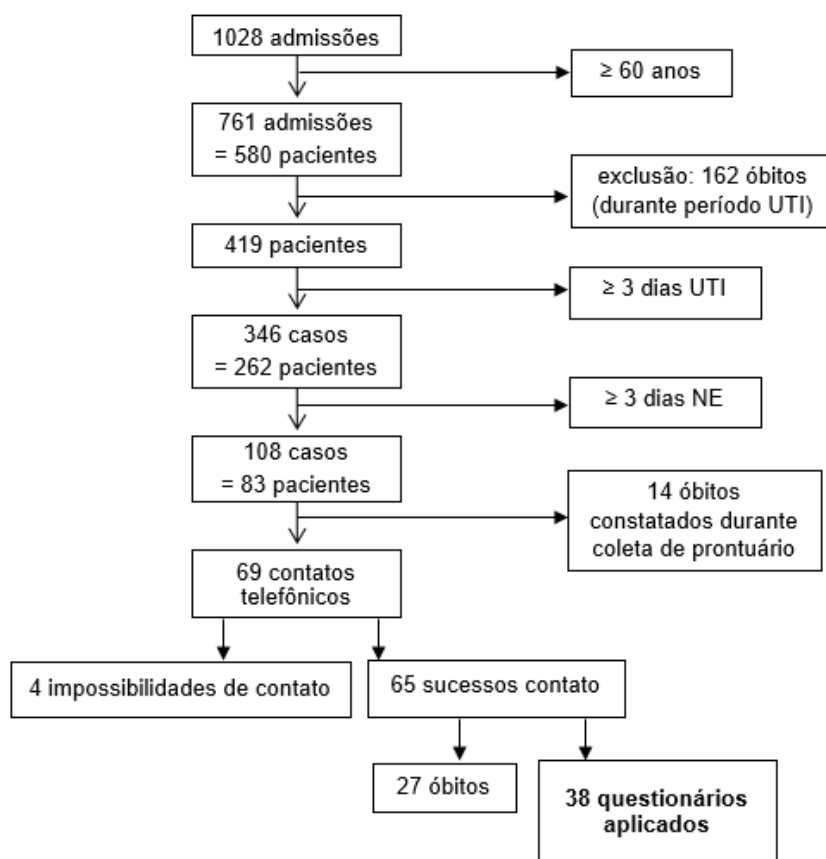 1028 admissões
≥ 60 anos
761 admissões
= 580 pacientes
exclusão: 162 óbitos
(durante período UTI)
419 pacientes
≥ 3 dias UTI
346 casos
= 262 pacientes
≥ 3 dias NE
108 casos
= 83 pacientes
14 óbitos
constatados durante
coleta de prontuário
69 contatos
telefônicos
4 impossibilidades de contato
65 sucessos contato
27 óbitos
38 questionários
aplicados